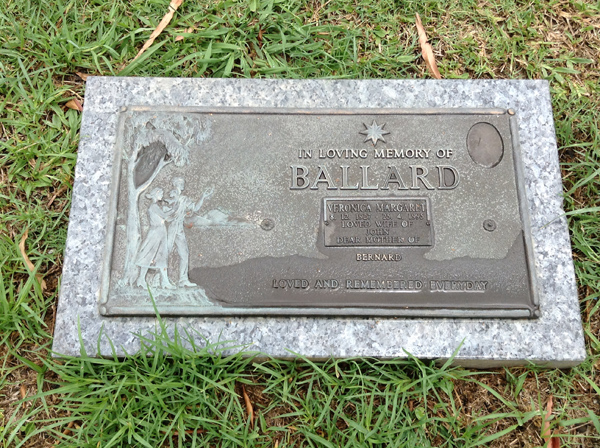 IN LOVING MEMORY OF
BALLARD
VERONICA MARGARET
LOVED WIFE OF
JOHN
DEAR MOTHER OF
BERNARD
LOVED AND REMEMBERED EVERYDAY